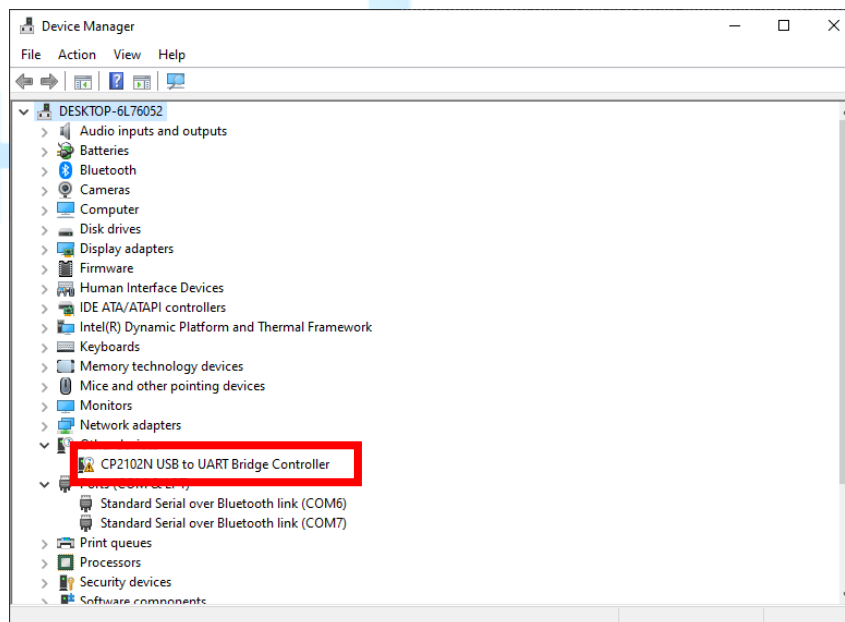 Device Manager
File Action View Help
DESKTOP-6L76052
Audio inputs and outputs
Batteries
Bluetooth
Cameras
Computer
Disk drives
Display adapters
Firmware
Human Interface Devices
IDE ATA/ATAPI controllers
Intel(R) Dynamic Platform and Thermal Framework
Keyboards
Memory technology devices
Mice and other pointing devices
Monitors
Network adapters
CP2102N USB to UART Bridge Controller
Standard Serial over Bluetooth link (COM6)
Standard Serial over Bluetooth link (COM7)
Print queues
Processors
Security devices
Software components